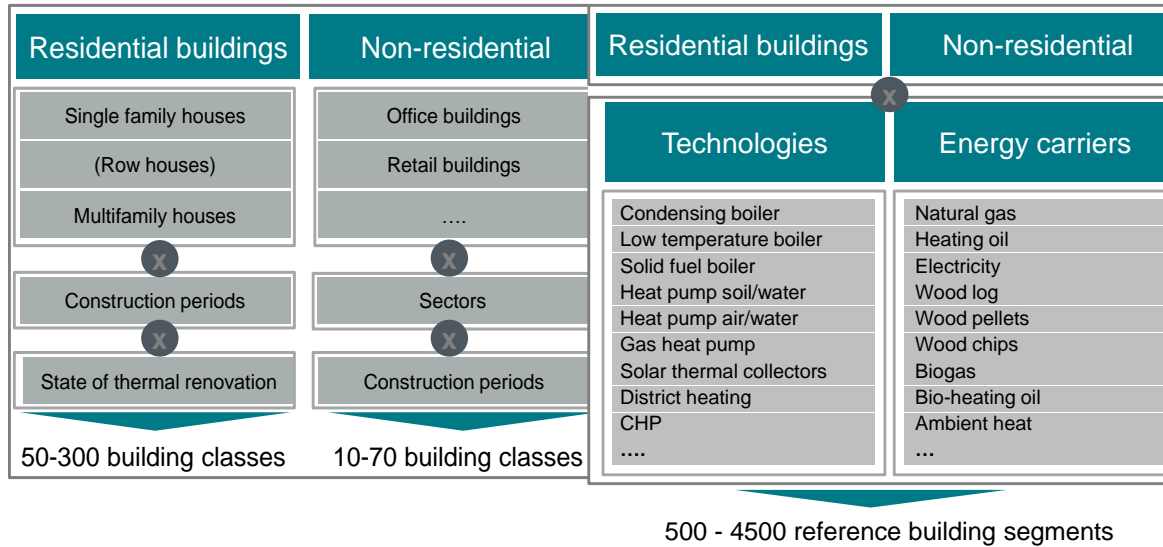 Residential buildings
Single family houses
(Row houses)
Multifamily houses
x
Construction periods
x
State of thermal renovation
50-300 building classes
Non-residential
Office buildings
Retail buildings
....
x
Sectors
x
Construction periods
10-70 building classes
Residential buildings
Non-residential
x
Technologies
Condensing boiler
Low temperature boiler
Solid fuel boiler
Heat pump soil/water
Heat pump air/water
Gas heat pump
Solar thermal collectors
District heating
CHP
....
Energy carriers
Natural gas
Heating oil
Electricity
Wood log
Wood pellets
Wood chips
Biogas
Bio-heating oil
Ambient heat
...
500 - 4500 reference building segments